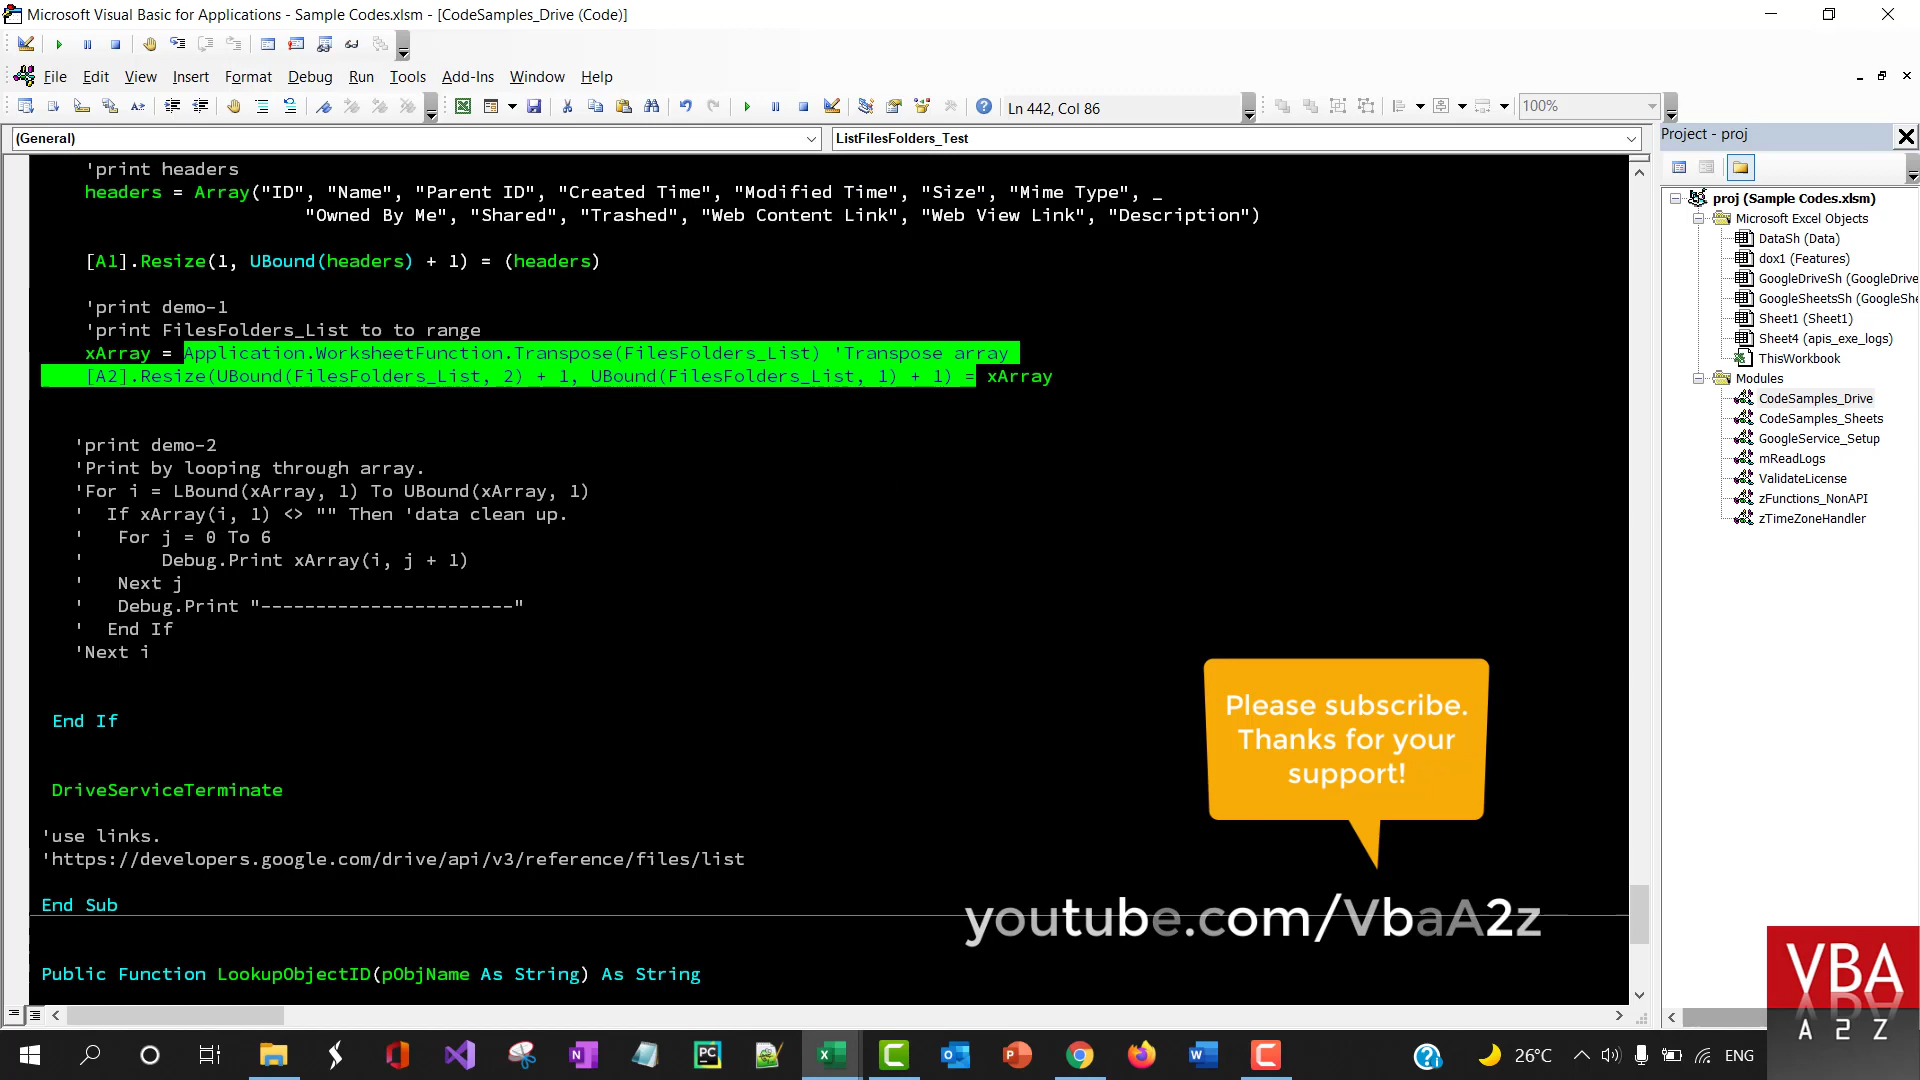 Microsoft Visual Basic for Applications - Sample Codes.xlsm - [CodeSamples_Drive (Code)]
File Edit View Insert Format Debug Run Tools Add-Ins Window Help
Ln 442, Col 86
100%
(General)
ListFilesFolders_Test
'print headers
headers = Array("ID", "Name", "Parent ID", "Created Time", "Modified Time", "Size", "Mime Type", _
"Owned By Me", "Shared", "Trashed", "Web Content Link", "Web View Link", "Description")
[A1].Resize(1, UBound(headers) + 1) = (headers)
'print demo-1
'print FilesFolders_List to to range
xArray = Application.WorksheetFunction.Transpose(FilesFolders_List) 'Transpose array
[A2].Resize(UBound(FilesFolders_List, 2) + 1, UBound(FilesFolders_List, 1) + 1) = xArray
'print demo-2
'Print by looping through array.
'For i = LBound(xArray, 1) To UBound(xArray, 1)
' If xArray(i, 1) <> "" Then 'data clean up.
' For j = 0 To 6
' Debug.Print xArray(i, j + 1)
' Next j
' Debug.Print "-----------------------"
' End If
'Next i
End If
DriveServiceTerminate
'use links.
'https://developers.google.com/drive/api/v3/reference/files/list
End Sub
Public Function LookupObjectID(pObjName As String) As String
Project - proj
proj (Sample Codes.xlsm)
Microsoft Excel Objects
DataSh (Data)
dox1 (Features)
GoogleDriveSh (GoogleDrive
GoogleSheetsSh (GoogleShe
Sheet1 (Sheet1)
Sheet4 (apis_exe_logs)
ThisWorkbook
Modules
CodeSamples_Drive
CodeSamples_Sheets
GoogleService_Setup
mReadLogs
ValidateLicense
zFunctions_NonAPI
zTimeZoneHandler
Please subscribe.
Thanks for your
support!
youtube.com/VbaA2z
VBA
A 2 Z
26°C
ENG